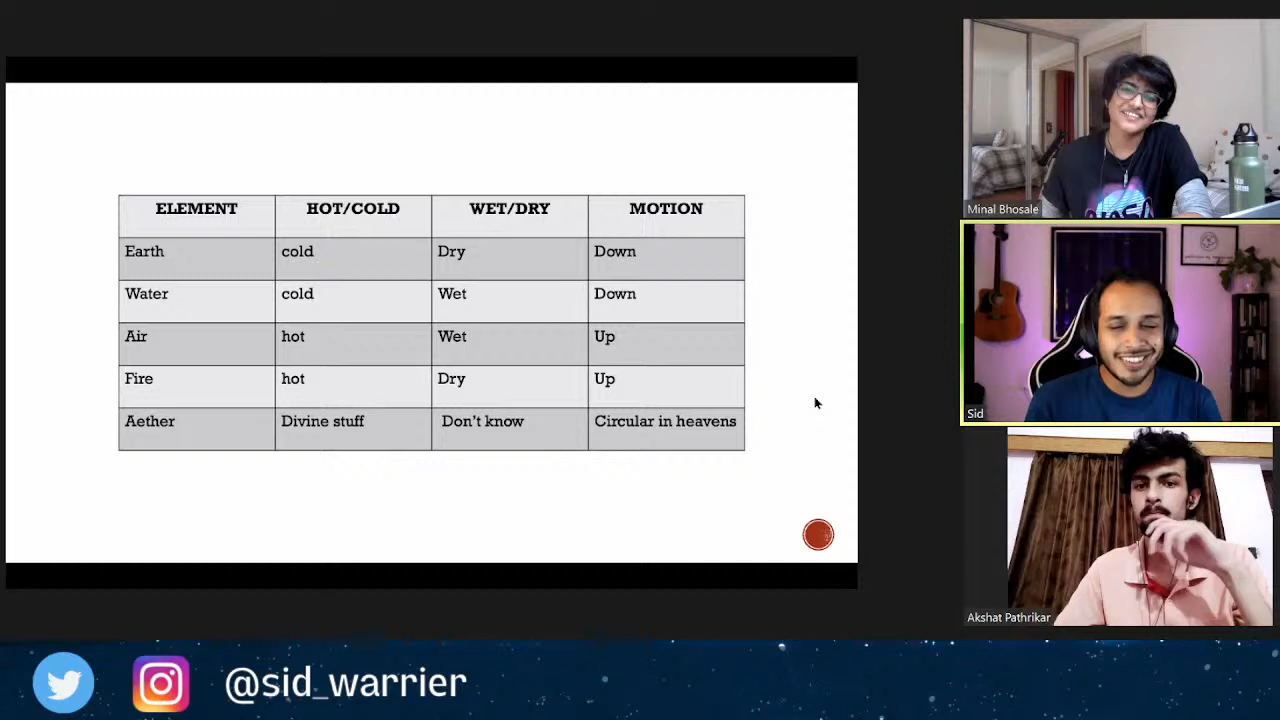 ELEMENT HOT/COLD WET/DRY MOTION
Earth cold Dry Down
Water cold Wet Down
Air hot Wet Up
Fire hot Dry Up
Aether Divine stuff Don't know Circular in heavens
Minal Bhosale
Sid
Akshat Pathrikar
@sid_warrier